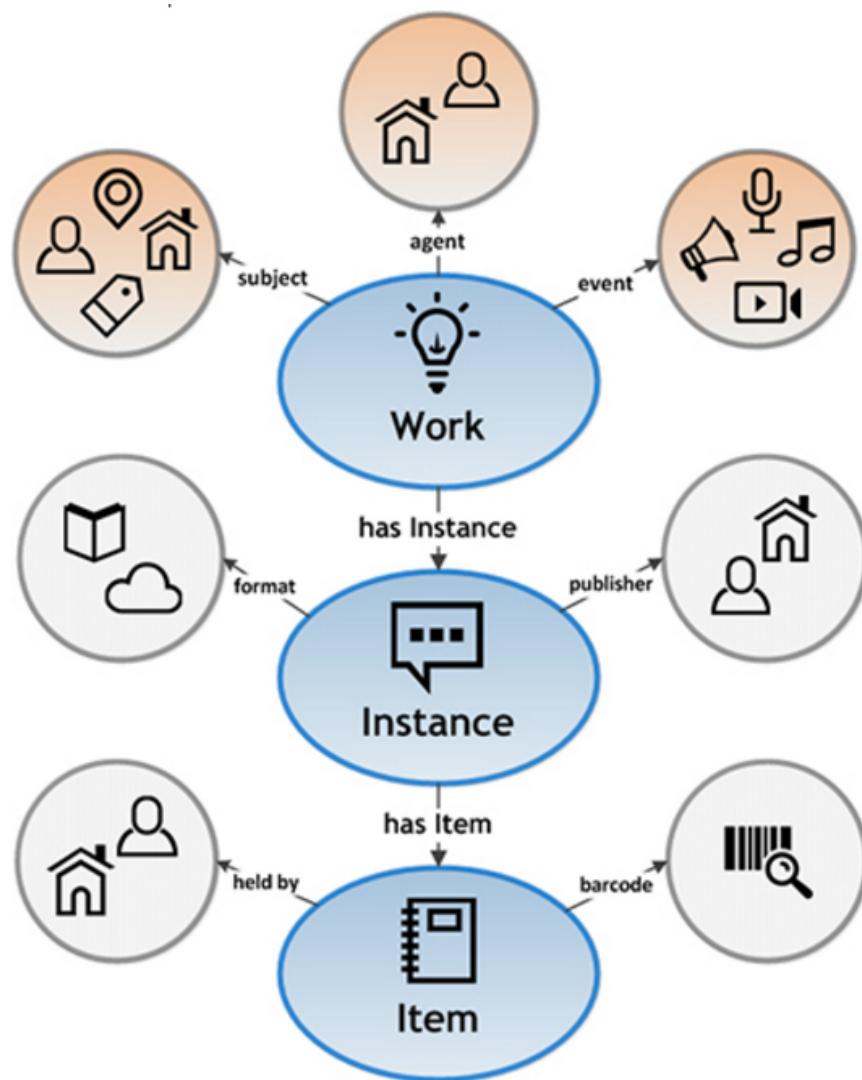 agent
subject
event
Work
has Instance
format
publisher
Instance
has Item
held by
barcode
Item